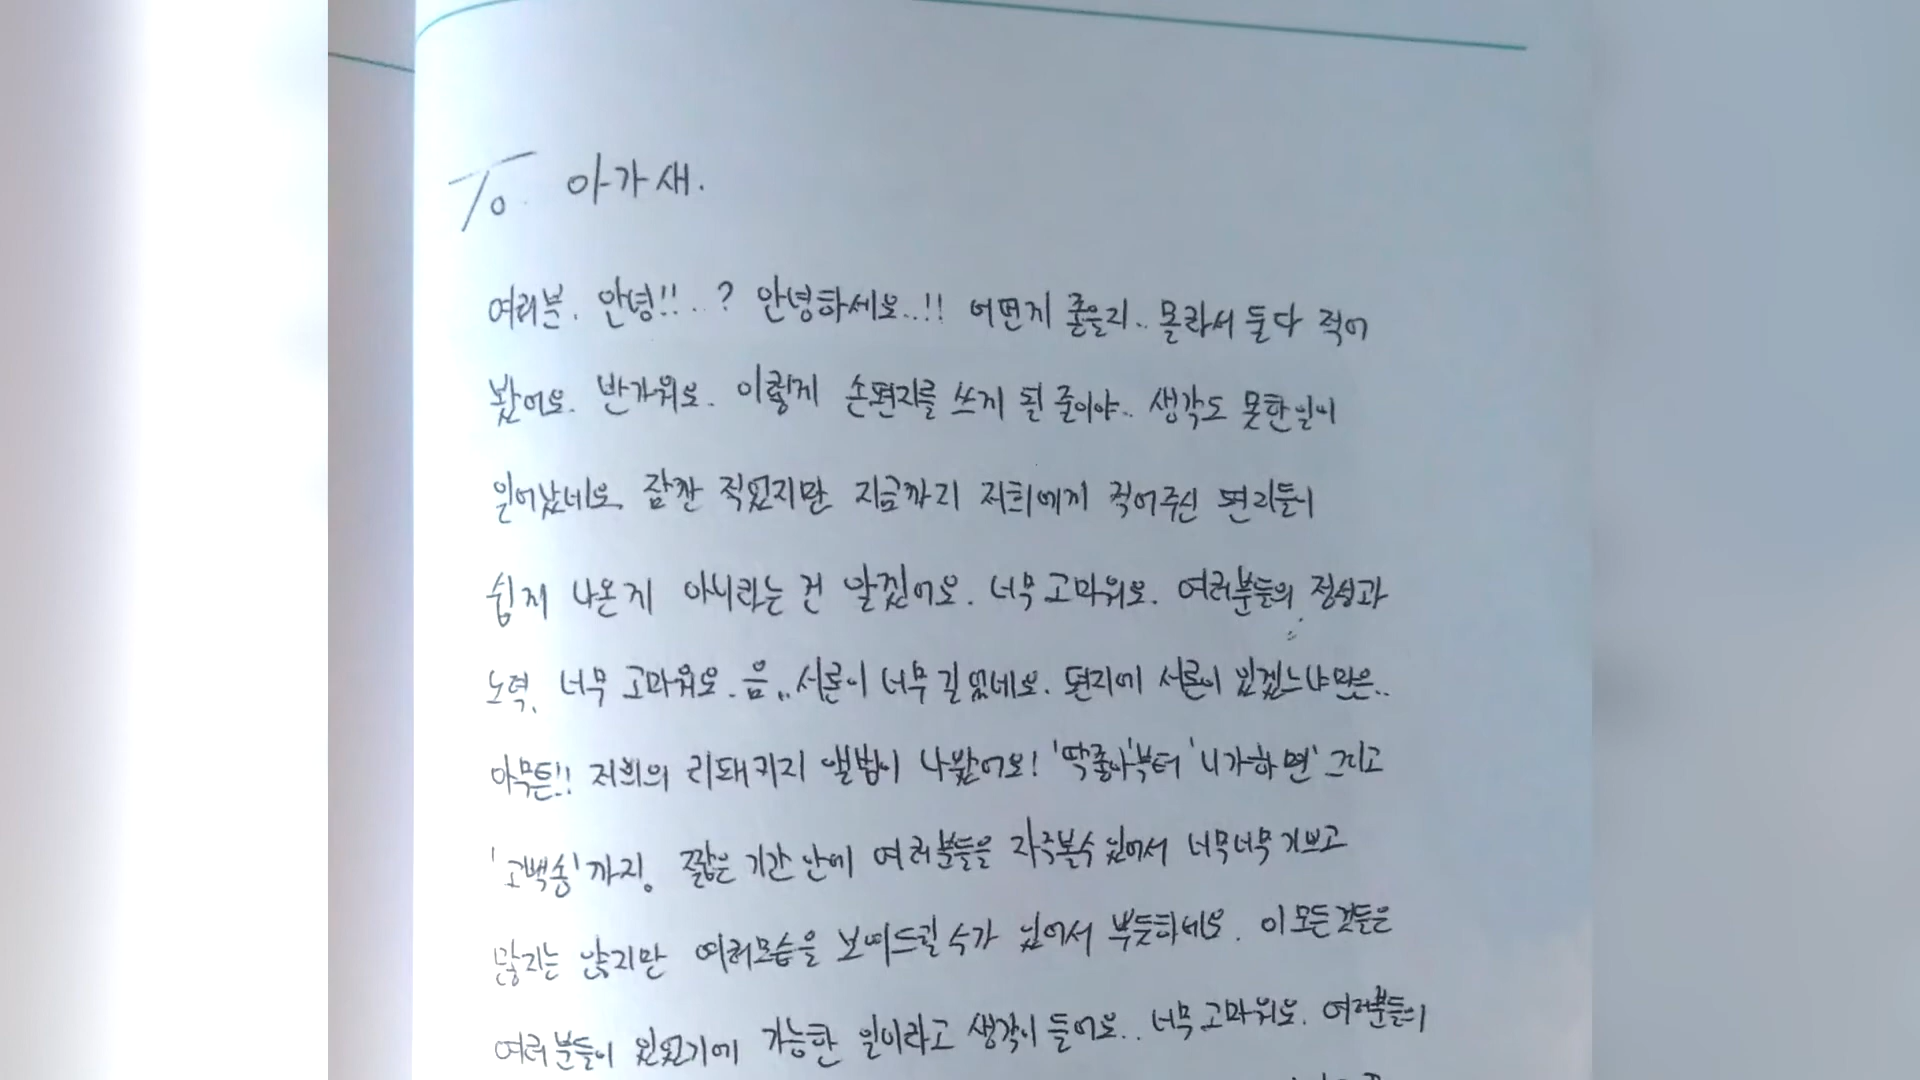 To. 아가새.
여러분. 안녕!!..? 안녕하세요..!! 어떤게 좋을지.. 몰라서 둘다 적어
봤어요. 반가워요. 이렇게 손편지를 쓰게 될 줄이야.. 생각도 못한일이
일어났네요. 잠깐 적었지만 지금까지 저희에게 적어주신 편지들이
쉽게 나온게 아니라는 건 알겠어요. 너무 고마워요. 여러분들의 정성과
노력. 너무 고마워요. 음.. 서론이 너무 길었네요. 편지에 서론이 있겠느냐만은..
아무튼!! 저희의 리패키지 앨범이 나왔어요! '딱좋아'부터 '니가하면' 그리고
'고백송'까지. 짧은 기간 안에 여러분들을 자주볼수 있어서 너무너무 기쁘고
많지는 않지만 여러모습을 보여드릴 수가 있어서 뿌듯하네요. 이 모든것들은
여러분들이 있었기에 가능한 일이라고 생각이 들어요.. 너무 고마워요. 여러분들의